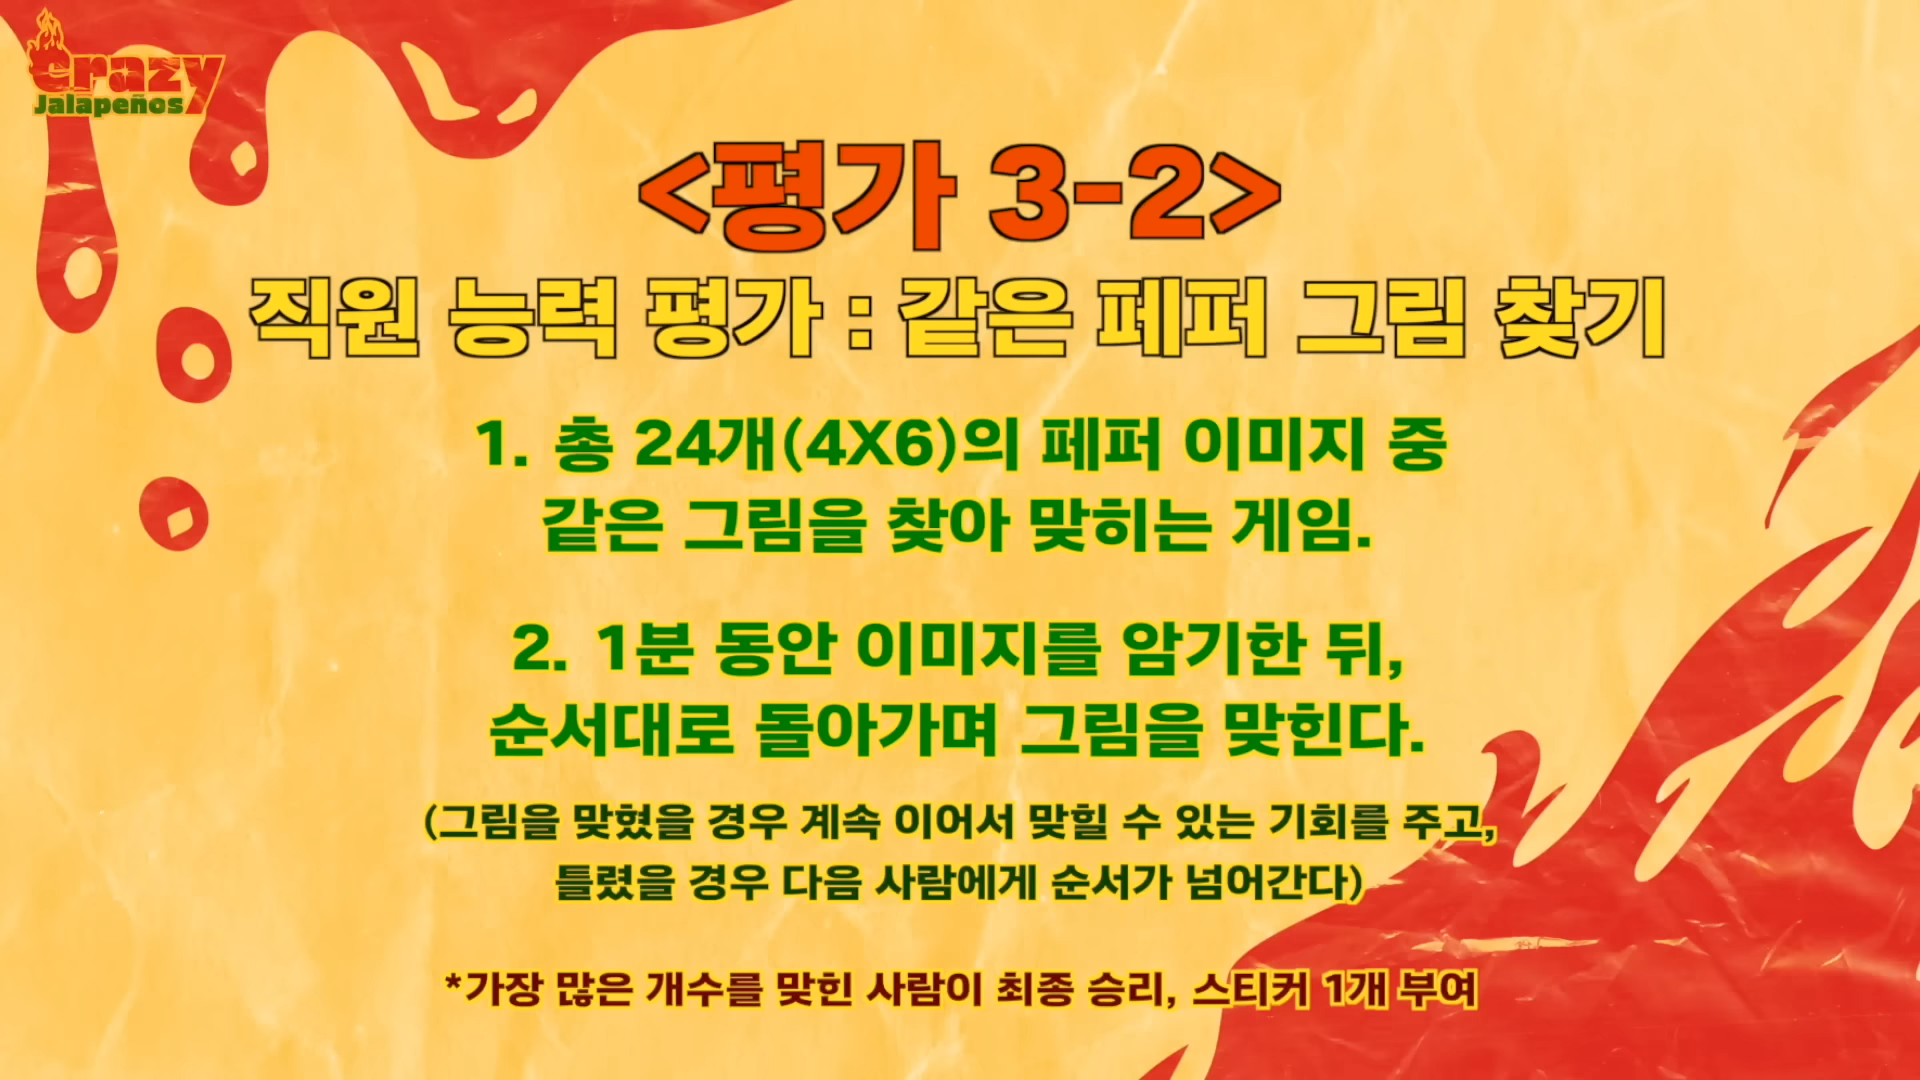 Crazy
Jalapeños
<평가 3-2>
직원 능력 평가 : 같은 페퍼 그림 찾기
1. 총 24개(4X6)의 페퍼 이미지 중
같은 그림을 찾아 맞히는 게임.
2. 1분 동안 이미지를 암기한 뒤,
순서대로 돌아가며 그림을 맞힌다.
(그림을 맞혔을 경우 계속 이어서 맞힐 수 있는 기회를 주고,
틀렸을 경우 다음 사람에게 순서가 넘어간다)
*가장 많은 개수를 맞힌 사람이 최종 승리, 스티커 1개 부여